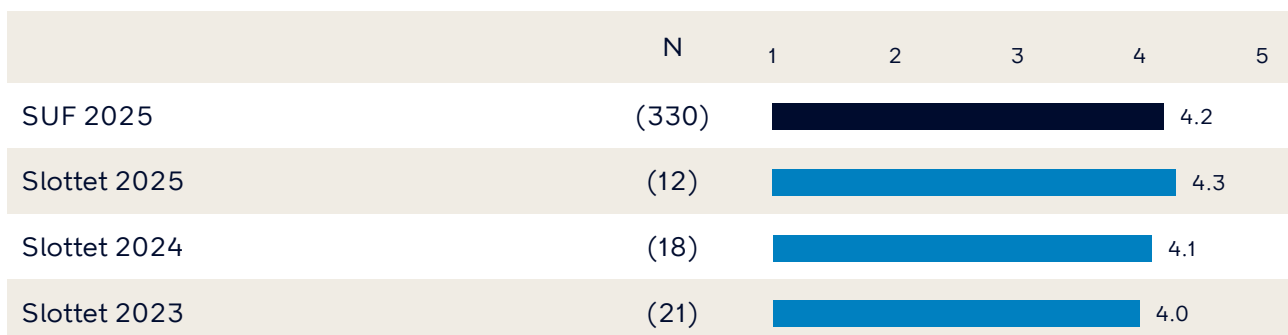 N 1 2 3 4 5
SUF 2025 (330) 4.2
Slottet 2025 (12) 4.3
Slottet 2024 (18) 4.1
Slottet 2023 (21) 4.0